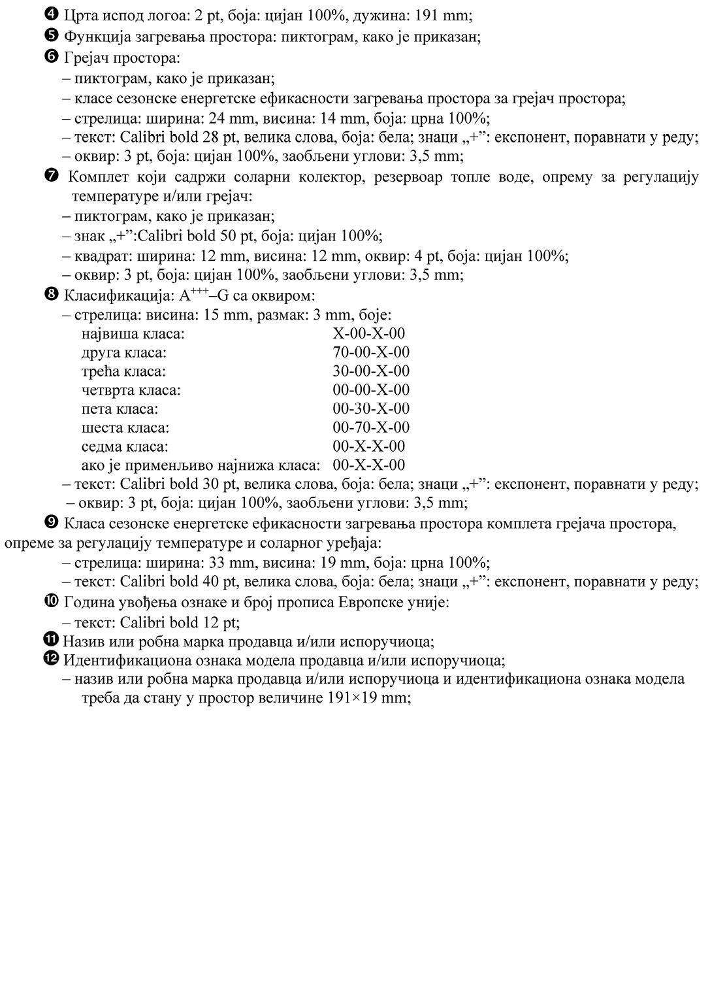 ❹ Црта испод логоа: 2 pt, боја: цијан 100%, дужина: 191 mm;
❺ Функција загревања простора: пиктограм, како је приказан;
❻ Грејач простора:
– пиктограм, како је приказан;
– класе сезонске енергетске ефикасности загревања простора за грејач простора;
– стрелица: ширина: 24 mm, висина: 14 mm, боја: црна 100%;
– текст: Calibri bold 28 pt, велика слова, боја: бела; знаци „+”: експонент, поравнати у реду;
– оквир: 3 pt, боја: цијан 100%, заобљени углови: 3,5 mm;
❼ Комплет који садржи соларни колектор, резервоар топле воде, опрему за регулацију
температуре и/или грејач:
– пиктограм, како је приказан;
– знак „+”:Calibri bold 50 pt, боја: цијан 100%;
– квадрат: ширина: 12 mm, висина: 12 mm, оквир: 4 pt, боја: цијан 100%;
– оквир: 3 pt, боја: цијан 100%, заобљени углови: 3,5 mm;
❽ Класификација: A⁺⁺⁺–G са оквиром:
– стрелица: висина: 15 mm, размак: 3 mm, боје:
највиша класа: X-00-X-00
друга класа: 70-00-X-00
трећа класа: 30-00-X-00
четврта класа: 00-00-X-00
пета класа: 00-30-X-00
шеста класа: 00-70-X-00
седма класа: 00-X-X-00
ако је применљиво најнижа класа: 00-X-X-00
– текст: Calibri bold 30 pt, велика слова, боја: бела; знаци „+”: експонент, поравнати у реду;
– оквир: 3 pt, боја: цијан 100%, заобљени углови: 3,5 mm;
❾ Класа сезонске енергетске ефикасности загревања простора комплета грејача простора,
опреме за регулацију температуре и соларног уређаја:
– стрелица: ширина: 33 mm, висина: 19 mm, боја: црна 100%;
– текст: Calibri bold 40 pt, велика слова, боја: бела; знаци „+”: експонент, поравнати у реду;
❿ Година увођења ознаке и број прописа Европске уније:
– текст: Calibri bold 12 pt;
⓫ Назив или робна марка продавца и/или испоручиоца;
⓬ Идентификациона ознака модела продавца и/или испоручиоца;
– назив или робна марка продавца и/или испоручиоца и идентификациона ознака модела
треба да стану у простор величине 191×19 mm;